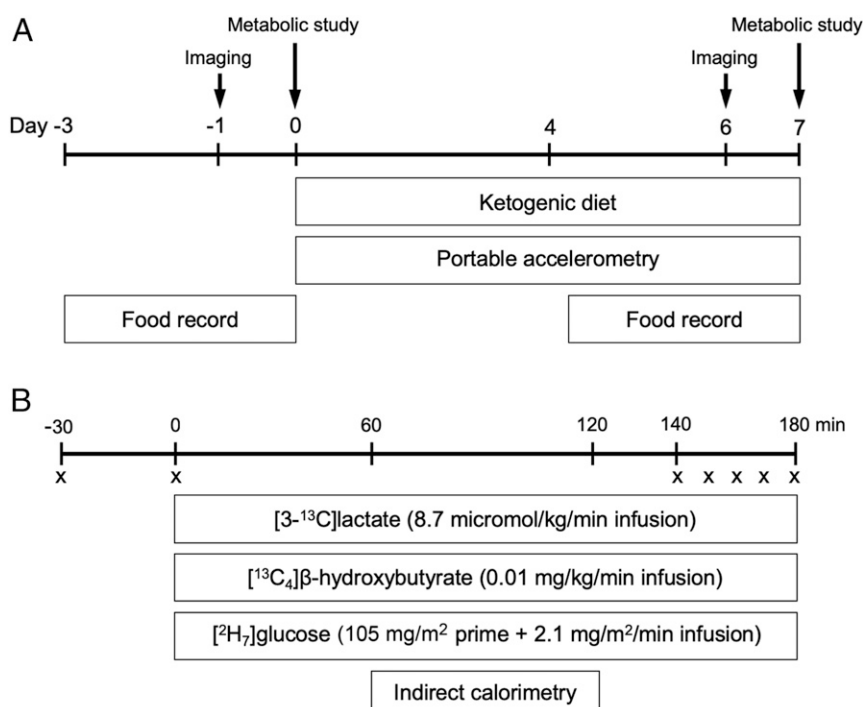 A
Metabolic study Metabolic study
Imaging Imaging
Day -3 -1 0 4 6 7
Ketogenic diet
Portable accelerometry
Food record Food record
B
-30 0 60 120 140 180 min
x x x x x x x
[3-¹³C]lactate (8.7 micromol/kg/min infusion)
[¹³C₄]β-hydroxybutyrate (0.01 mg/kg/min infusion)
[²H₇]glucose (105 mg/m² prime + 2.1 mg/m²/min infusion)
Indirect calorimetry